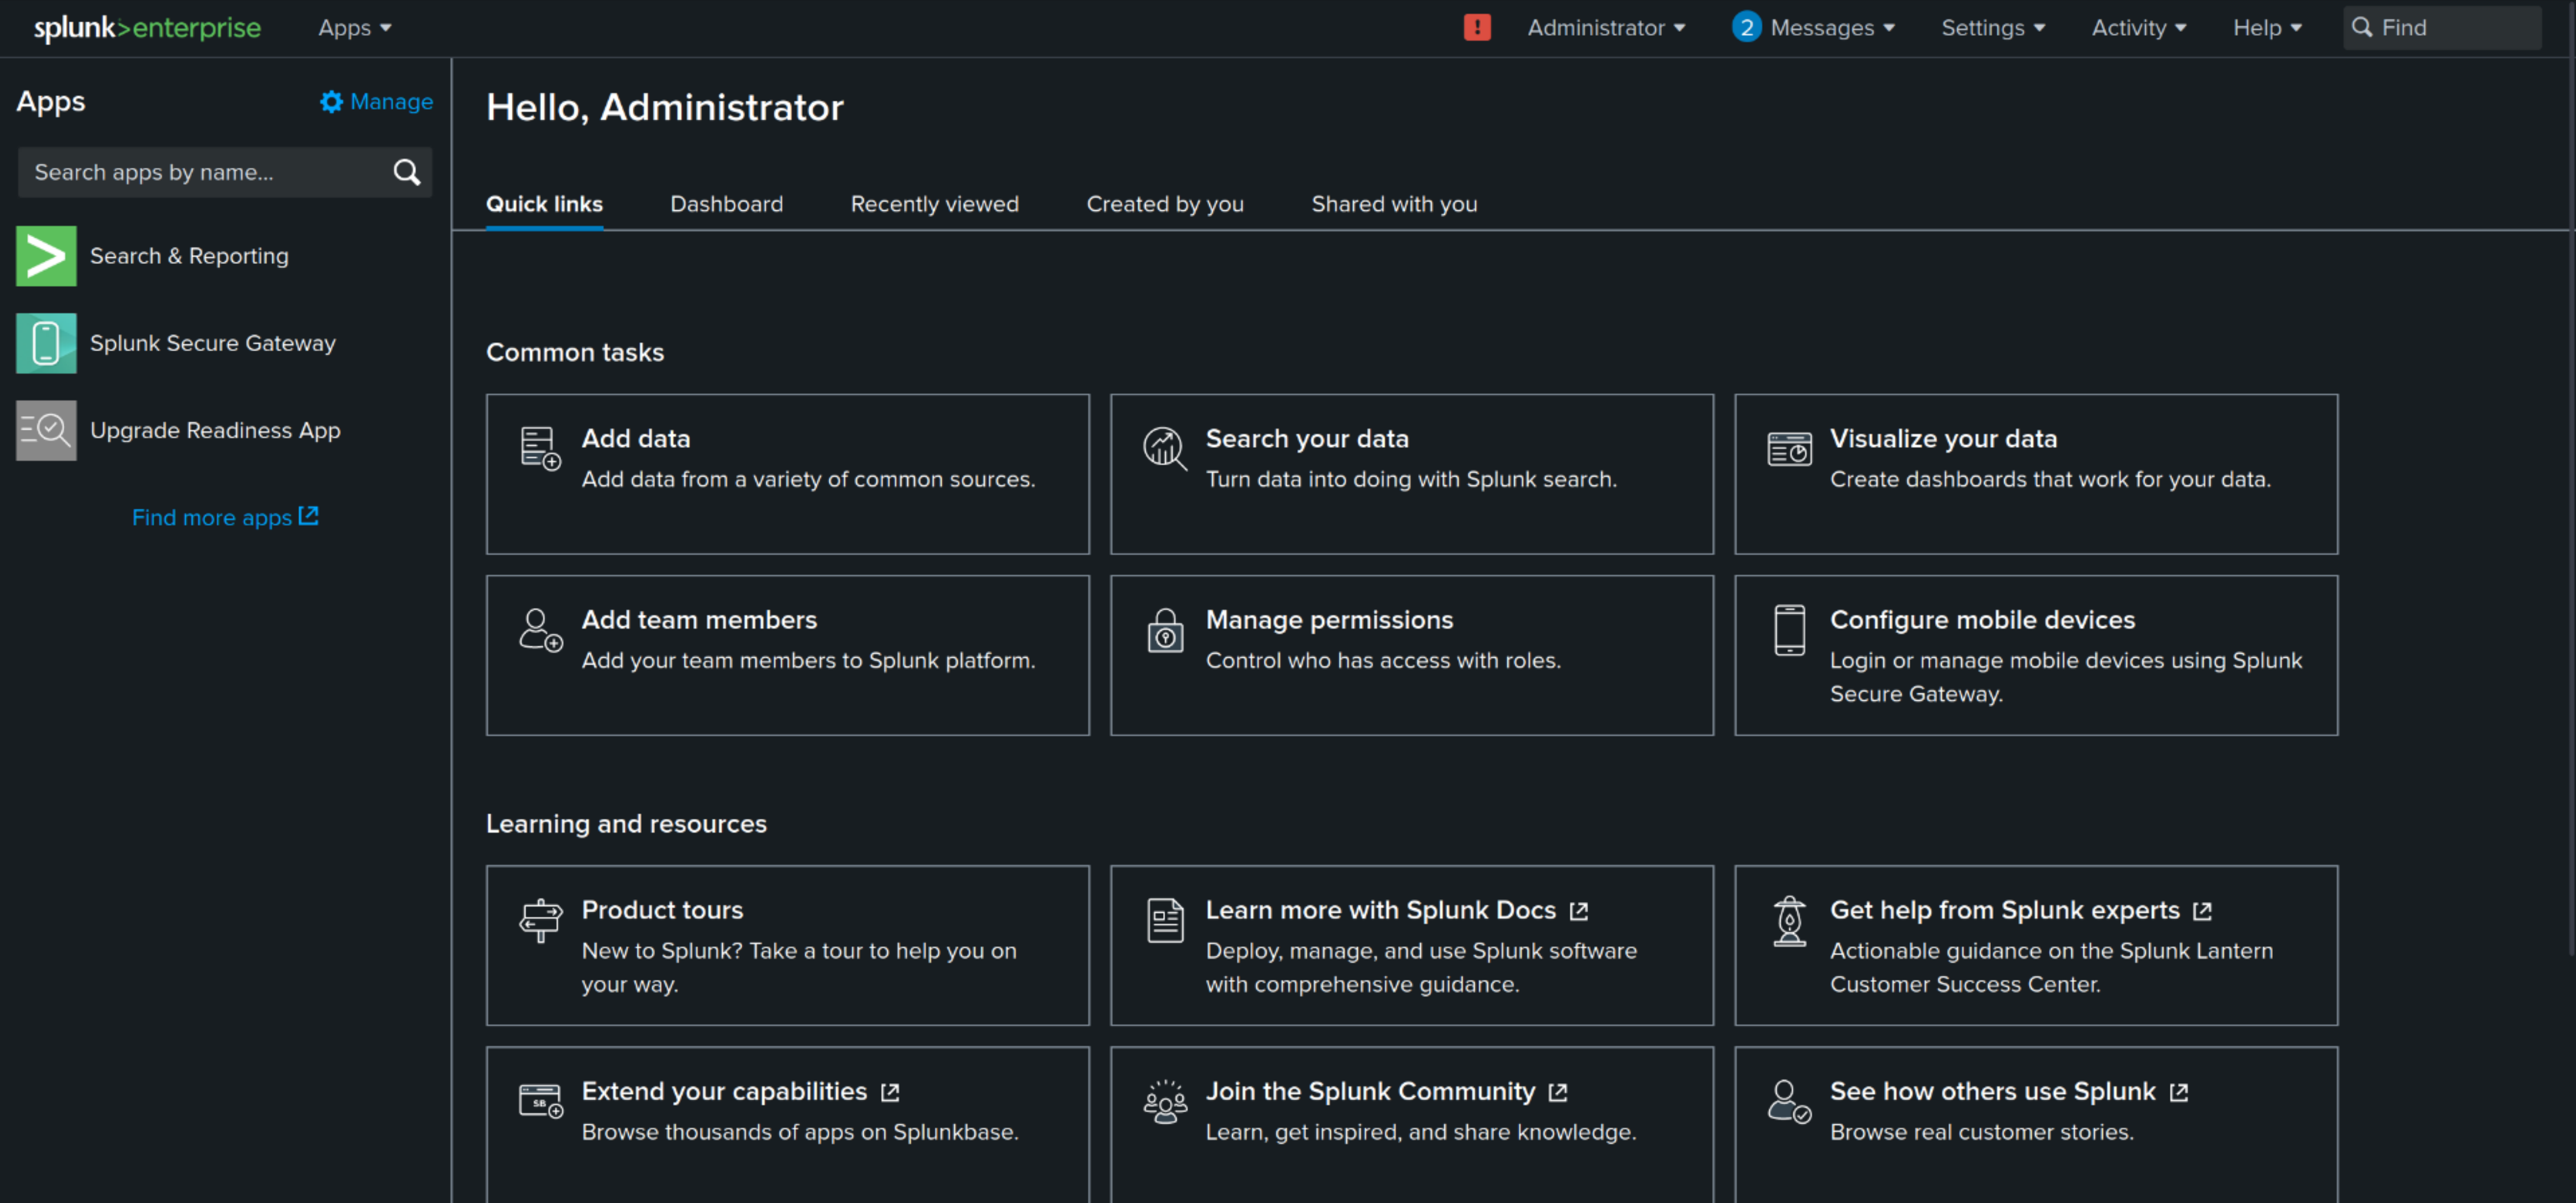 splunk>enterprise Apps ! Administrator 2 Messages Settings Activity Help Find
Apps Manage
Search apps by name...
Search & Reporting
Splunk Secure Gateway
Upgrade Readiness App
Find more apps
Hello, Administrator
Quick links Dashboard Recently viewed Created by you Shared with you
Common tasks
Add data
Add data from a variety of common sources.
Search your data
Turn data into doing with Splunk search.
Visualize your data
Create dashboards that work for your data.
Add team members
Add your team members to Splunk platform.
Manage permissions
Control who has access with roles.
Configure mobile devices
Login or manage mobile devices using Splunk
Secure Gateway.
Learning and resources
Product tours
New to Splunk? Take a tour to help you on
your way.
Learn more with Splunk Docs
Deploy, manage, and use Splunk software
with comprehensive guidance.
Get help from Splunk experts
Actionable guidance on the Splunk Lantern
Customer Success Center.
SB
Extend your capabilities
Browse thousands of apps on Splunkbase.
Join the Splunk Community
Learn, get inspired, and share knowledge.
See how others use Splunk
Browse real customer stories.